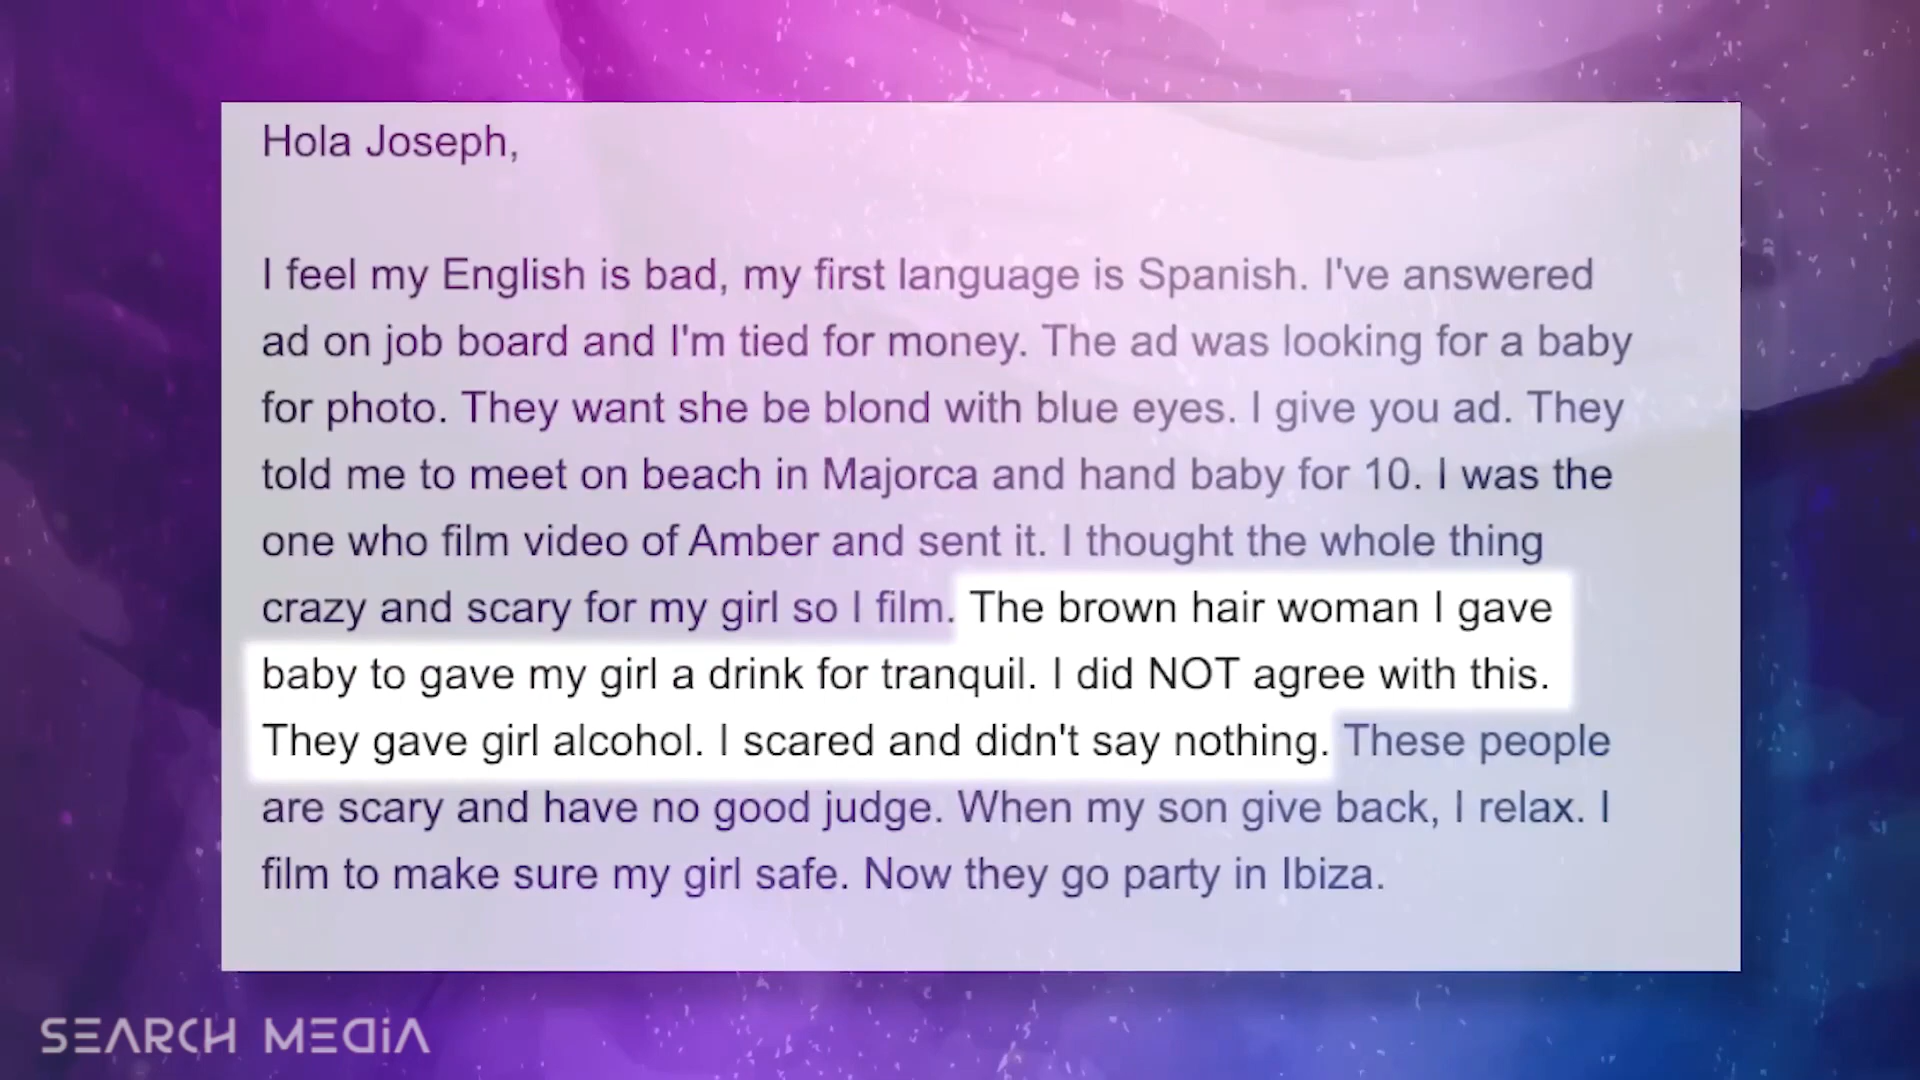 Hola Joseph,
I feel my English is bad, my first language is Spanish. I've answered
ad on job board and I'm tied for money. The ad was looking for a baby
for photo. They want she be blond with blue eyes. I give you ad. They
told me to meet on beach in Majorca and hand baby for 10. I was the
one who film video of Amber and sent it. I thought the whole thing
crazy and scary for my girl so I film. The brown hair woman I gave
baby to gave my girl a drink for tranquil. I did NOT agree with this.
They gave girl alcohol. I scared and didn't say nothing. These people
are scary and have no good judge. When my son give back, I relax. I
film to make sure my girl safe. Now they go party in Ibiza.
SEARCH MEDiA